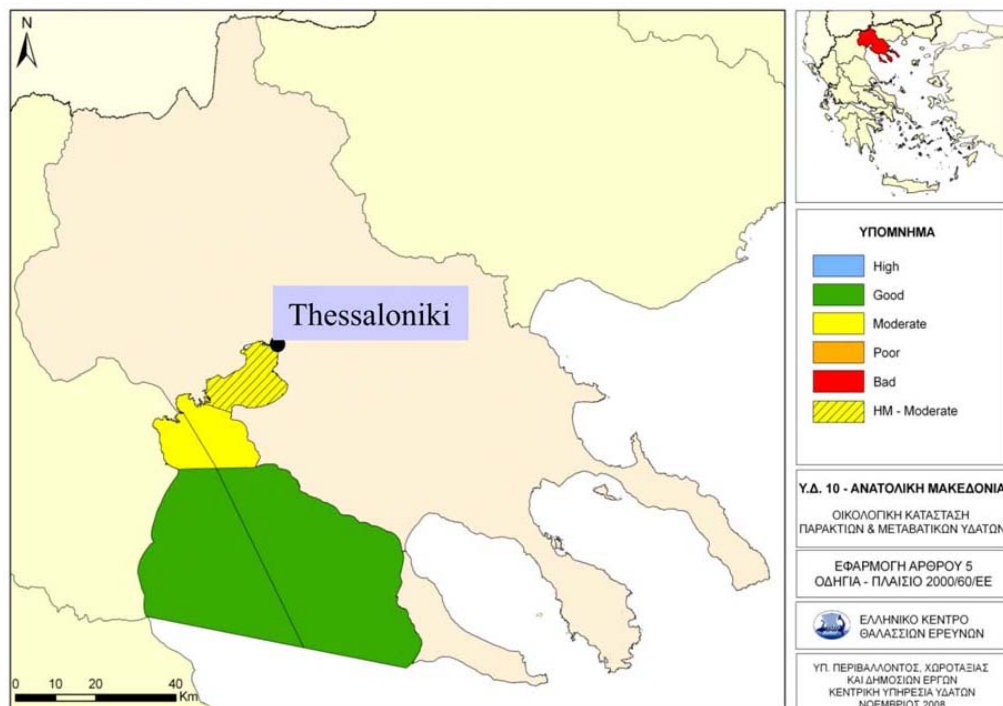 N
Thessaloniki
0 10 20 40
Km
ΥΠΟΜΝΗΜΑ
High
Good
Moderate
Poor
Bad
HM - Moderate
Υ.Δ. 10 - ΑΝΑΤΟΛΙΚΗ ΜΑΚΕΔΟΝΙΑ
ΟΙΚΟΛΟΓΙΚΗ ΚΑΤΑΣΤΑΣΗ
ΠΑΡΑΚΤΙΩΝ & ΜΕΤΑΒΑΤΙΚΩΝ ΥΔΑΤΩΝ
ΕΦΑΡΜΟΓΗ ΑΡΘΡΟΥ 5
ΟΔΗΓΙΑ - ΠΛΑΙΣΙΟ 2000/60/ΕΕ
ΕΛΛΗΝΙΚΟ ΚΕΝΤΡΟ
ΘΑΛΑΣΣΙΩΝ ΕΡΕΥΝΩΝ
ΥΠ. ΠΕΡΙΒΑΛΛΟΝΤΟΣ, ΧΩΡΟΤΑΞΙΑΣ
ΚΑΙ ΔΗΜΟΣΙΩΝ ΕΡΓΩΝ
ΚΕΝΤΡΙΚΗ ΥΠΗΡΕΣΙΑ ΥΔΑΤΩΝ
ΝΟΕΜΒΡΙΟΣ 2008